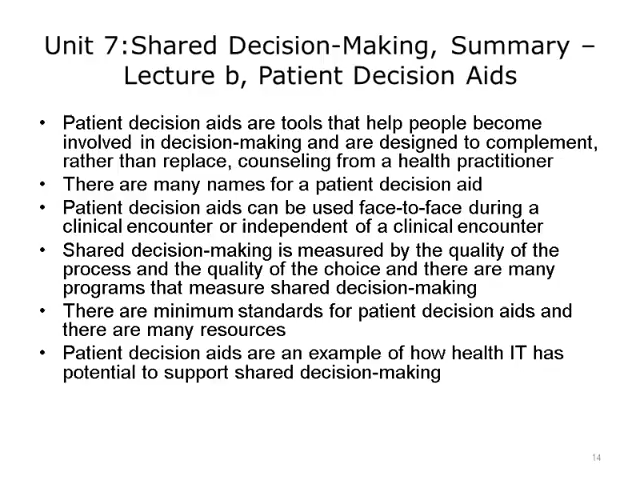 Unit 7:Shared Decision-Making, Summary –
Lecture b, Patient Decision Aids
• Patient decision aids are tools that help people become
involved in decision-making and are designed to complement,
rather than replace, counseling from a health practitioner
• There are many names for a patient decision aid
• Patient decision aids can be used face-to-face during a
clinical encounter or independent of a clinical encounter
• Shared decision-making is measured by the quality of the
process and the quality of the choice and there are many
programs that measure shared decision-making
• There are minimum standards for patient decision aids and
there are many resources
• Patient decision aids are an example of how health IT has
potential to support shared decision-making
14